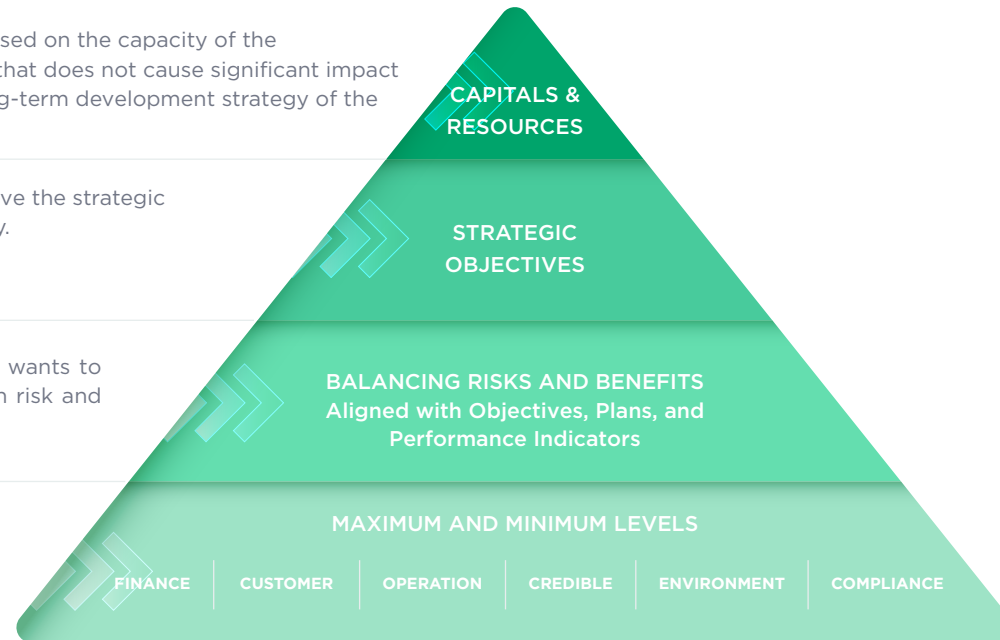 sed on the capacity of the
that does not cause significant impact
g-term development strategy of the
CAPITALS &
RESOURCES
ve the strategic
y.
STRATEGIC
OBJECTIVES
wants to
n risk and
BALANCING RISKS AND BENEFITS
Aligned with Objectives, Plans, and
Performance Indicators
MAXIMUM AND MINIMUM LEVELS
FINANCE CUSTOMER OPERATION CREDIBLE ENVIRONMENT COMPLIANCE